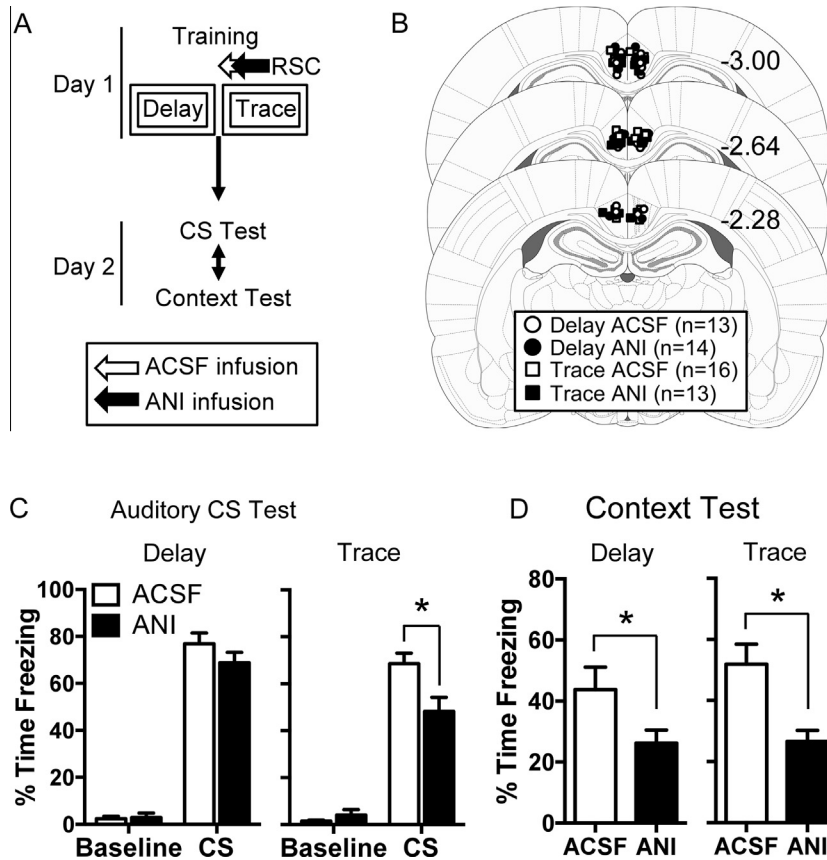 A
Training
RSC
Day 1
Delay
Trace
CS Test
Day 2
Context Test
ACSF infusion
ANI infusion
B
-3.00
-2.64
-2.28
Delay ACSF (n=13)
Delay ANI (n=14)
Trace ACSF (n=16)
Trace ANI (n=13)
C
Auditory CS Test
Delay
Trace
% Time Freezing
100
80
60
40
20
0
ACSF
ANI
*
Baseline CS
Baseline CS
D
Context Test
Delay
Trace
% Time Freezing
80
60
40
20
0
*
*
ACSF ANI
ACSF ANI